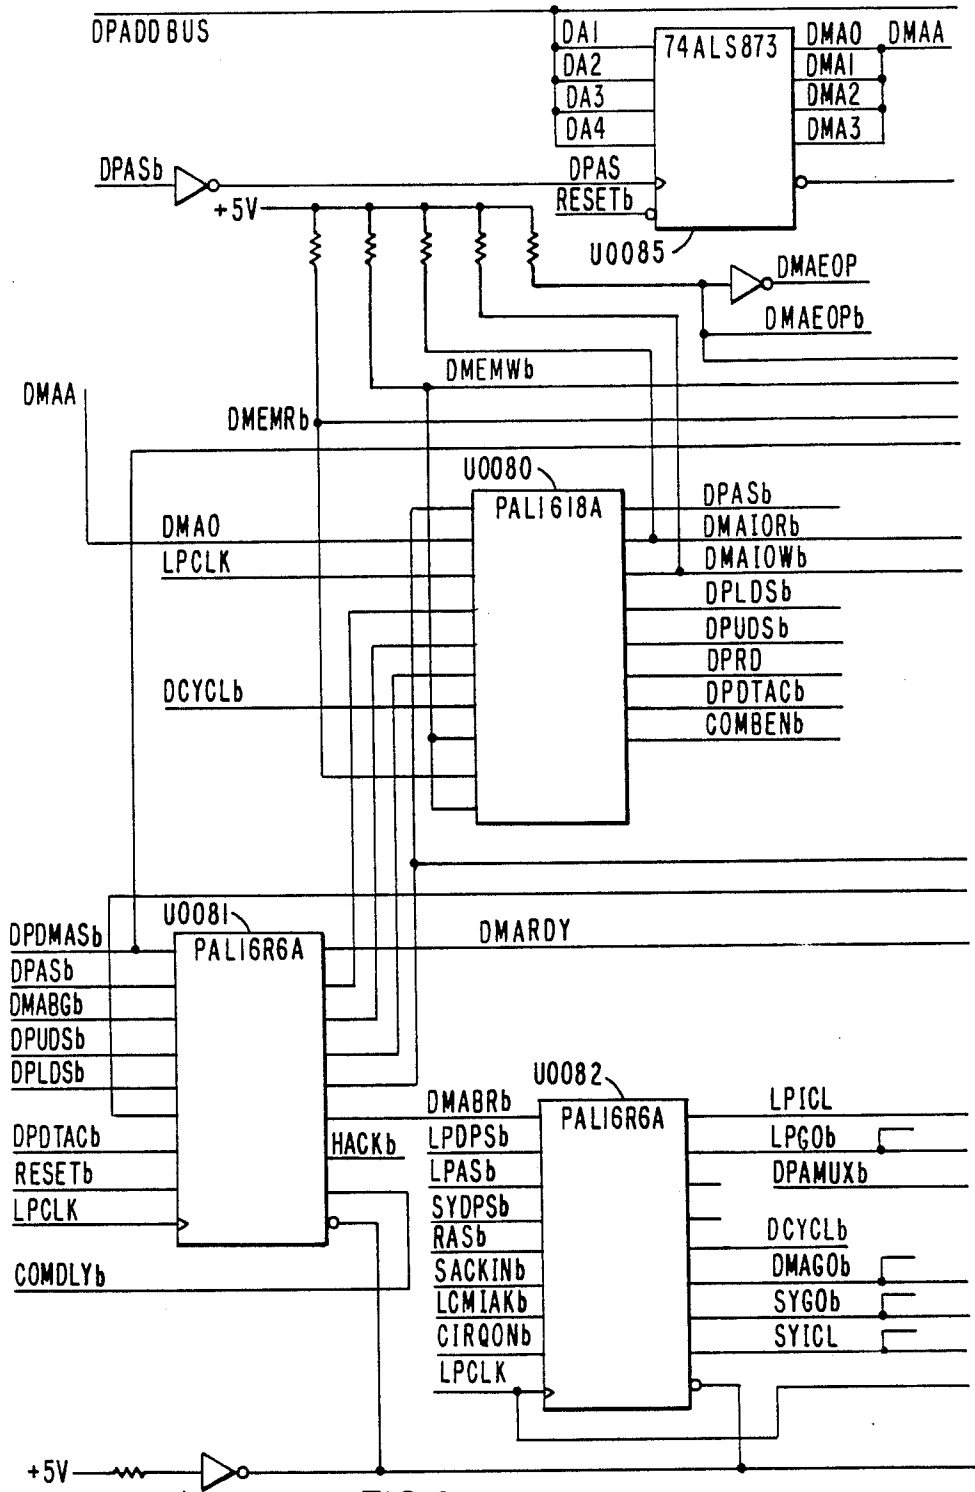 DPADD BUS
DA1
DA2
DA3
DA4
74ALS873
DMA0
DMA1
DMA2
DMA3
DMAA
DPASb
DPAS
+5V
RESETb
U0085
DMAEOP
DMAEOPb
DMEMWb
DMAA
DMEMRb
U0080
PAL16L8A
DMA0
LPCLK
DCYCLb
DPASb
DMAIORb
DMAIOWb
DPLDSb
DPUDSb
DPRD
DPDTACb
COMBENb
U0081
PAL16R6A
DPDMASb
DPASb
DMABGb
DPUDSb
DPLDSb
DPDTACb
RESETb
LPCLK
COMDLYb
DMARDY
HACKb
U0082
PAL16R6A
DMABRb
LPDPSb
LPASb
SYDPSb
RASb
SACKINb
LCMIAKb
CIRQONb
LPCLK
LPICL
LPGOb
DPAMUXb
DCYCLb
DMAGOb
SYGOb
SYICL
+5V